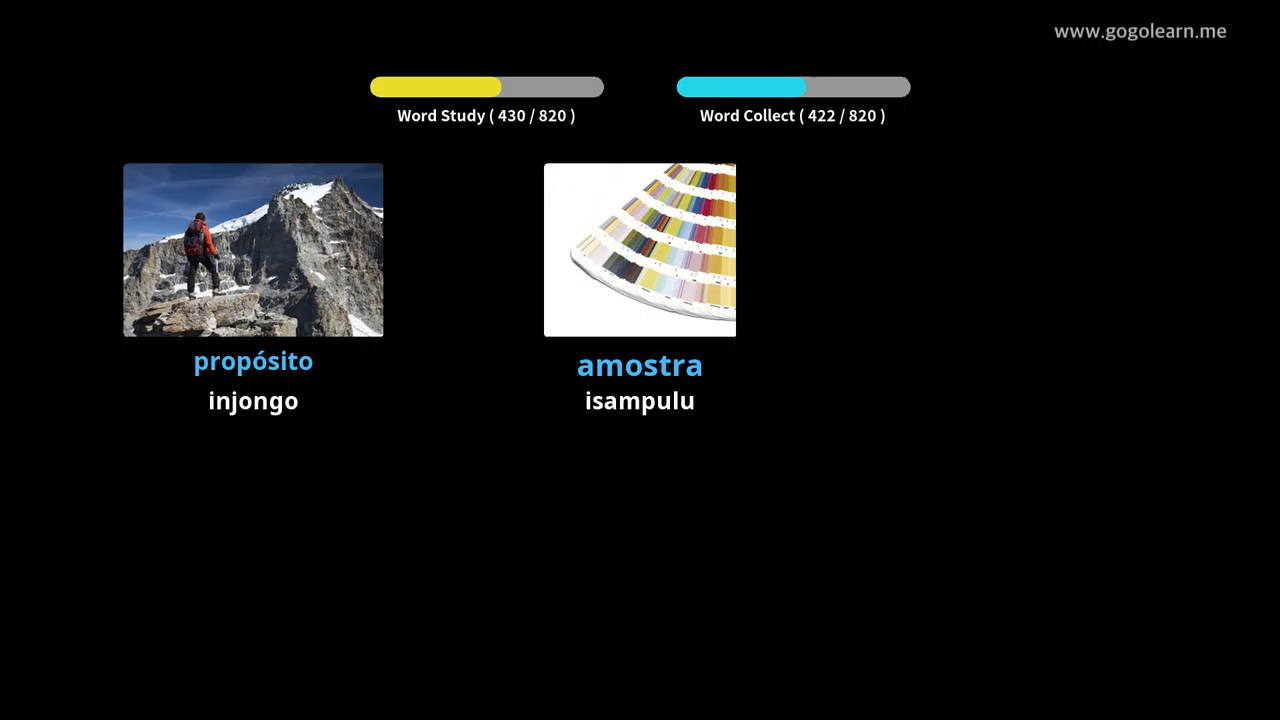 www.gogolearn.me
Word Study ( 430 / 820 )
Word Collect ( 422 / 820 )
propósito
injongo
amostra
isampulu